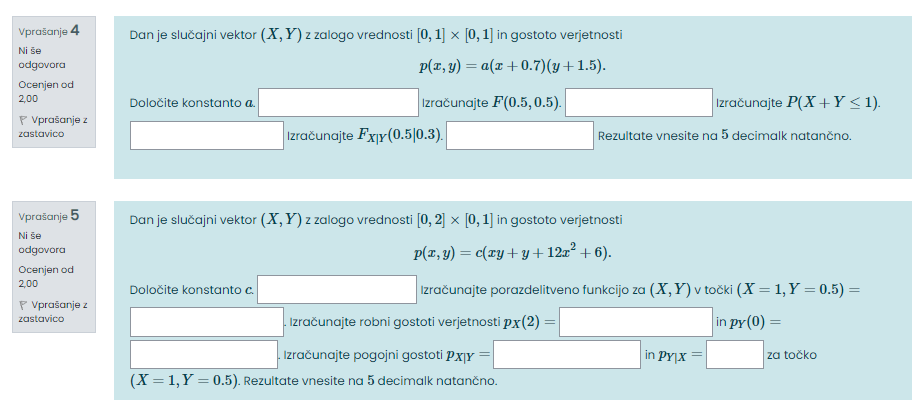 Vprašanje 4
Ni še
odgovora
Ocenjen od
2,00
Vprašanje z
zastavico
Dan je slučajni vektor (X, Y) z zalogo vrednosti [0, 1] × [0, 1] in gostoto verjetnosti
p(x, y) = a(x + 0.7)(y + 1.5).
Določite konstanto a. Izračunajte F(0.5, 0.5). Izračunajte P(X + Y ≤ 1).
Izračunajte F_{X|Y}(0.5|0.3). Rezultate vnesite na 5 decimalk natančno.
Vprašanje 5
Ni še
odgovora
Ocenjen od
2,00
Vprašanje z
zastavico
Dan je slučajni vektor (X, Y) z zalogo vrednosti [0, 2] × [0, 1] in gostoto verjetnosti
p(x, y) = c(xy + y + 12x² + 6).
Določite konstanto c. Izračunajte porazdelitveno funkcijo za (X, Y) v točki (X = 1, Y = 0.5) =
. Izračunajte robni gostoti verjetnosti p_X(2) = in p_Y(0) =
. Izračunajte pogojni gostoti p_{X|Y} = in p_{Y|X} = za točko
(X = 1, Y = 0.5). Rezultate vnesite na 5 decimalk natančno.